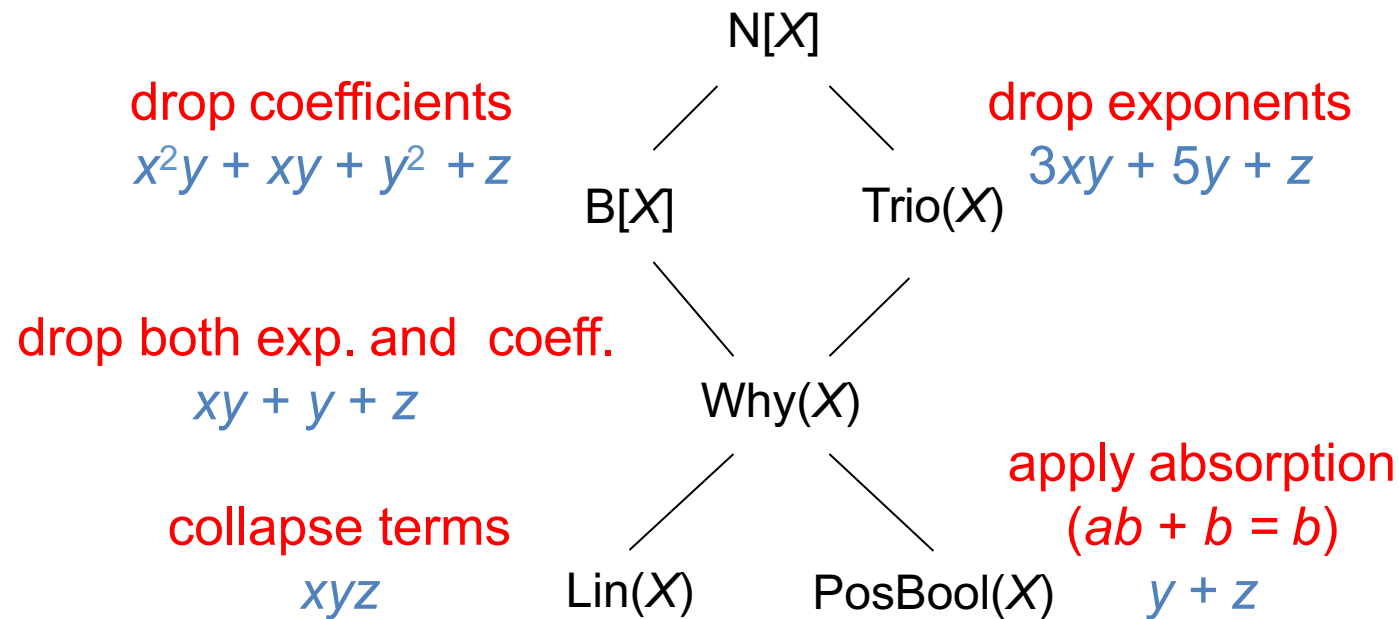 N[X]
drop coefficients
x²y + xy + y² + z
drop exponents
3xy + 5y + z
B[X]
Trio(X)
drop both exp. and coeff.
xy + y + z
Why(X)
collapse terms
xyz
apply absorption
(ab + b = b)
y + z
Lin(X)
PosBool(X)